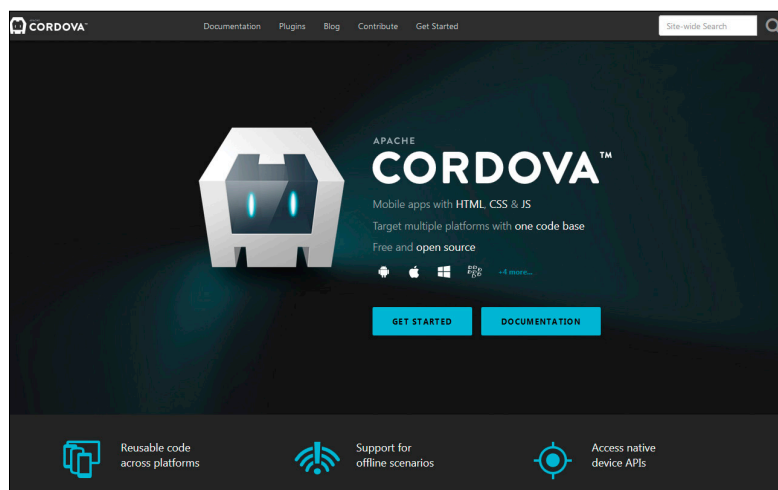 APACHE
CORDOVA™
Documentation Plugins Blog Contribute Get Started
Site-wide Search
APACHE
CORDOVA™
Mobile apps with HTML, CSS & JS
Target multiple platforms with one code base
Free and open source
+4 more...
GET STARTED
DOCUMENTATION
Reusable code
across platforms
Support for
offline scenarios
Access native
device APIs